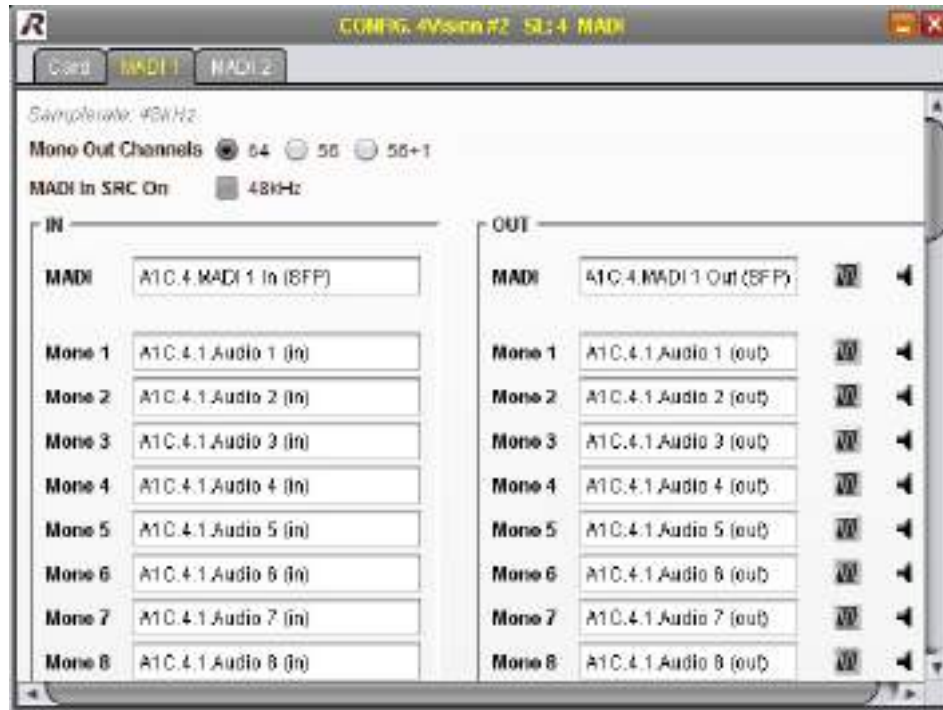 R
CONFIG. 4Vision #2 SL: 4 MADI
Card MADI 1 MADI 2
Samplerate: 48kHz
Mono Out Channels 64 56 56+1
MADI In SRC On 48kHz
IN OUT
MADI A1C.4.MADI 1 In (SFP) MADI A1C.4.MADI 1 Out (SFP)
Mono 1 A1C.4.1.Audio 1 (in) Mono 1 A1C.4.1.Audio 1 (out)
Mono 2 A1C.4.1.Audio 2 (in) Mono 2 A1C.4.1.Audio 2 (out)
Mono 3 A1C.4.1.Audio 3 (in) Mono 3 A1C.4.1.Audio 3 (out)
Mono 4 A1C.4.1.Audio 4 (in) Mono 4 A1C.4.1.Audio 4 (out)
Mono 5 A1C.4.1.Audio 5 (in) Mono 5 A1C.4.1.Audio 5 (out)
Mono 6 A1C.4.1.Audio 6 (in) Mono 6 A1C.4.1.Audio 6 (out)
Mono 7 A1C.4.1.Audio 7 (in) Mono 7 A1C.4.1.Audio 7 (out)
Mono 8 A1C.4.1.Audio 8 (in) Mono 8 A1C.4.1.Audio 8 (out)